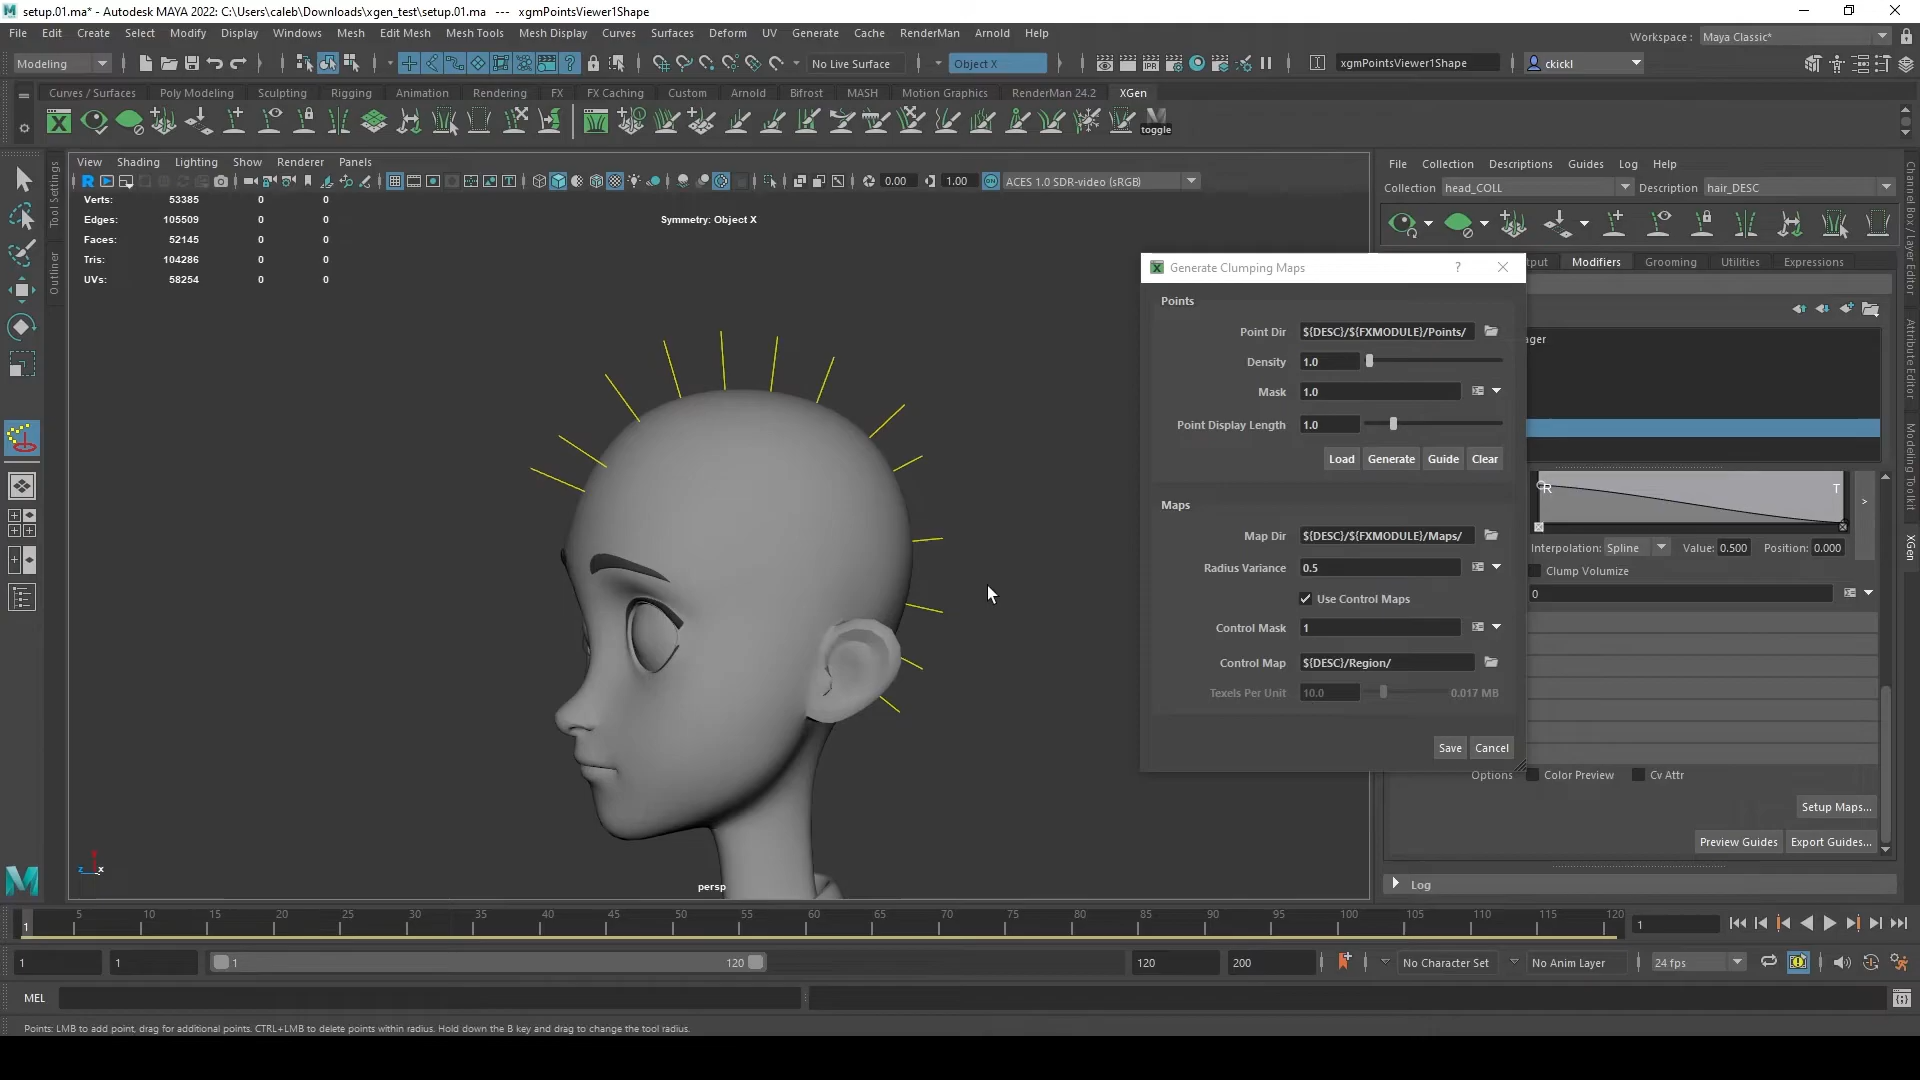 setup.01.ma* - Autodesk MAYA 2022: C:\Users\caleb\Downloads\xgen_test\setup.01.ma --- xgmPointsViewer1Shape
File Edit Create Select Modify Display Windows Mesh Edit Mesh Mesh Tools Mesh Display Curves Surfaces Deform UV Generate Cache RenderMan Arnold Help
Workspace : Maya Classic*
Modeling No Live Surface Object X xgmPointsViewer1Shape ckickl
Curves / Surfaces Poly Modeling Sculpting Rigging Animation Rendering FX FX Caching Custom Arnold Bifrost MASH Motion Graphics RenderMan 24.2 XGen
toggle
View Shading Lighting Show Renderer Panels
0.00 1.00 ACES 1.0 SDR-video (sRGB)
Tool Settings
Outliner
Verts: 53385 0 0
Edges: 105509 0 0
Faces: 52145 0 0
Tris: 104286 0 0
UVs: 58254 0 0
Symmetry: Object X
persp
File Collection Descriptions Guides Log Help
Collection head_COLL Description hair_DESC
Modifiers Grooming Utilities Expressions
Generate Clumping Maps ?
Points
Point Dir ${DESC}/${FXMODULE}/Points/
Density 1.0
Mask 1.0
Point Display Length 1.0
Load Generate Guide Clear
Maps
Map Dir ${DESC}/${FXMODULE}/Maps/
Radius Variance 0.5
Use Control Maps
Control Mask 1
Control Map ${DESC}/Region/
Texels Per Unit 10.0 0.017 MB
Save Cancel
R T
>
Interpolation: Spline Value: 0.500 Position: 0.000
Clump Volumize
0
Options Color Preview Cv Attr
Setup Maps...
Preview Guides Export Guides...
Log
Channel Box / Layer Editor
Attribute Editor
Modeling Toolkit
XGen
1 5 10 15 20 25 30 35 40 45 50 55 60 65 70 75 80 85 90 95 100 105 110 115 120
1
1 1 1 120 120 200 No Character Set No Anim Layer 24 fps
MEL
Points: LMB to add point, drag for additional points. CTRL+LMB to delete points within radius. Hold down the B key and drag to change the tool radius.